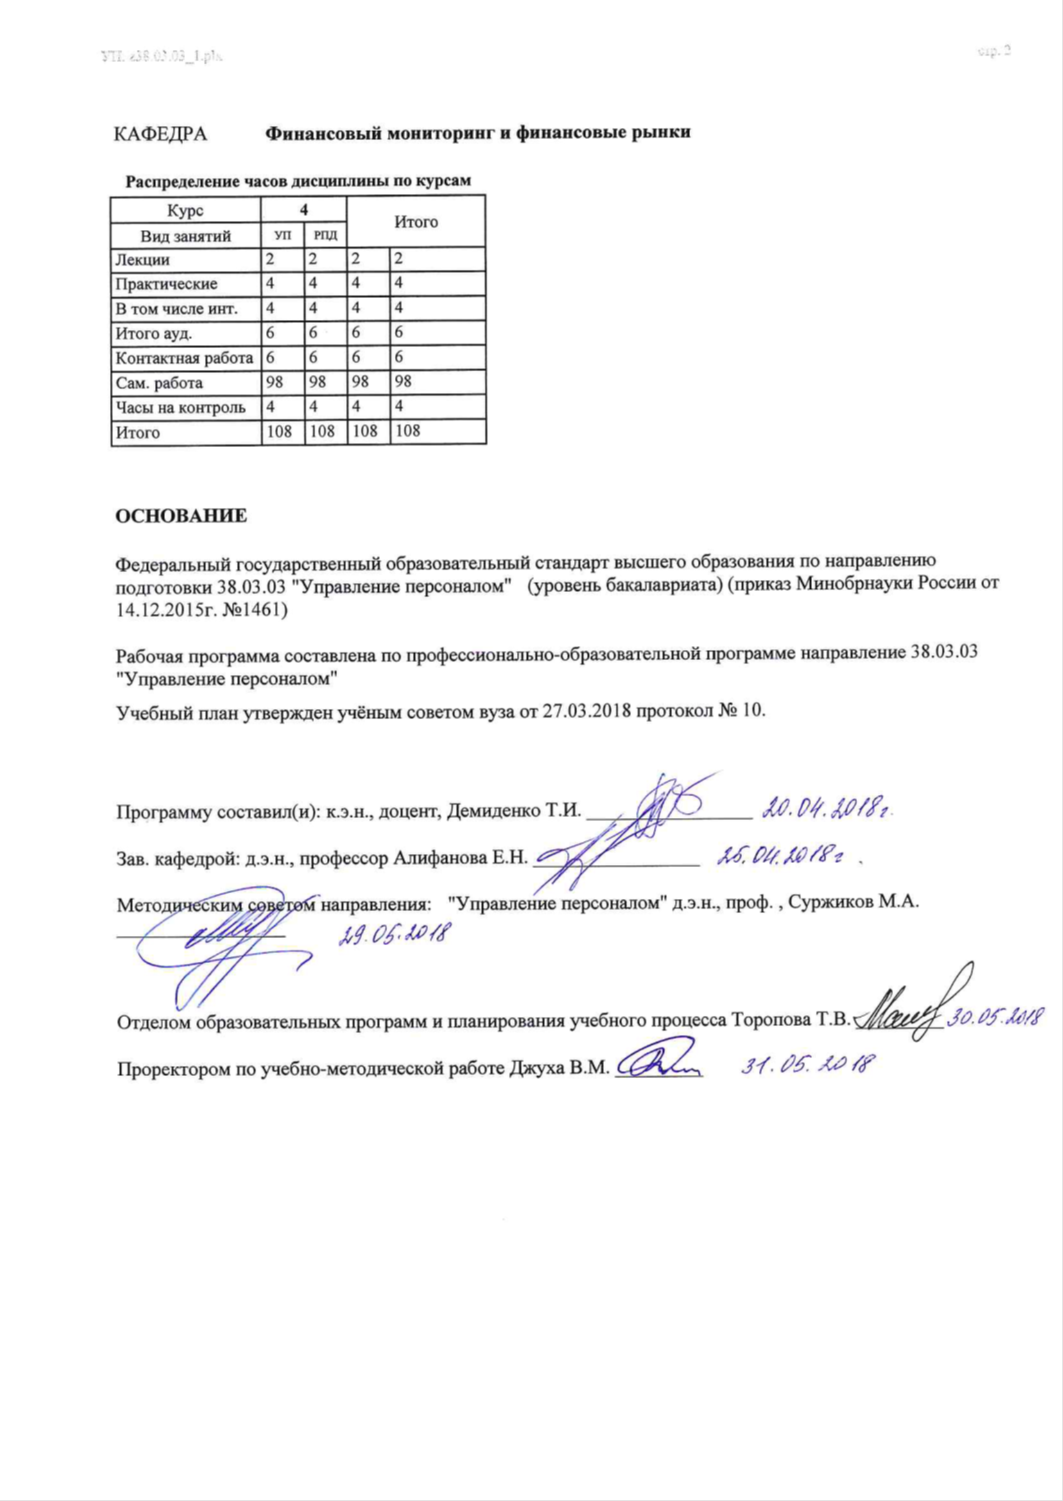 стр. 2
КАФЕДРА Финансовый мониторинг и финансовые рынки
Распределение часов дисциплины по курсам
Курс 4 Итого
Вид занятий УП РПД
Лекции 2 2 2 2
Практические 4 4 4 4
В том числе инт. 4 4 4 4
Итого ауд. 6 6 6 6
Контактная работа 6 6 6 6
Сам. работа 98 98 98 98
Часы на контроль 4 4 4 4
Итого 108 108 108 108
ОСНОВАНИЕ
Федеральный государственный образовательный стандарт высшего образования по направлению
подготовки 38.03.03 "Управление персоналом" (уровень бакалавриата) (приказ Минобрнауки России от
14.12.2015г. №1461)
Рабочая программа составлена по профессионально-образовательной программе направление 38.03.03
"Управление персоналом"
Учебный план утвержден учёным советом вуза от 27.03.2018 протокол № 10.
Программу составил(и): к.э.н., доцент, Демиденко Т.И. 20.04.2018г.
Зав. кафедрой: д.э.н., профессор Алифанова Е.Н. 25.04.2018г.
Методическим советом направления: "Управление персоналом" д.э.н., проф. , Суржиков М.А.
29.05.2018
Отделом образовательных программ и планирования учебного процесса Торопова Т.В. 30.05.2018
Проректором по учебно-методической работе Джуха В.М. 31.05.2018